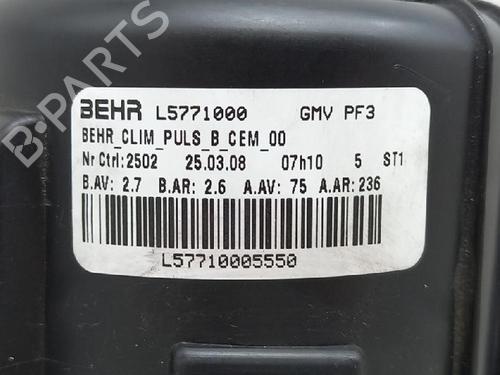 B-PARTS
BEHR L5771000 GMV PF3
BEHR_CLIM_PULS_B_CEM_00
Nr Ctrl:2502 25.03.08 07h10 5 ST1
B.AV: 2.7 B.AR: 2.6 A.AV: 75 A.AR:236
L57710005550